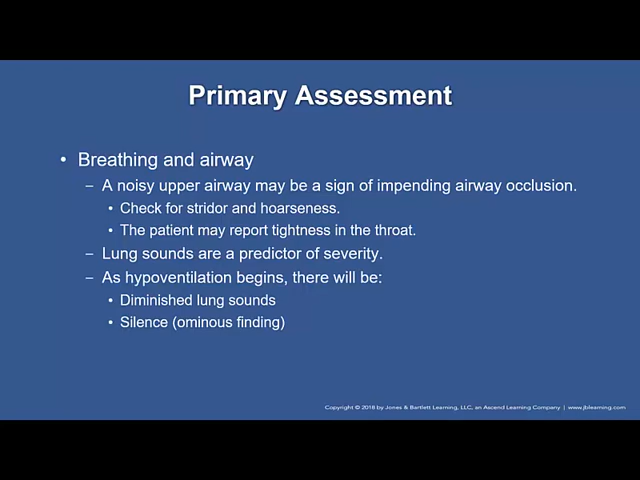 Primary Assessment
• Breathing and airway
– A noisy upper airway may be a sign of impending airway occlusion.
• Check for stridor and hoarseness.
• The patient may report tightness in the throat.
– Lung sounds are a predictor of severity.
– As hypoventilation begins, there will be:
• Diminished lung sounds
• Silence (ominous finding)
Copyright © 2018 by Jones & Bartlett Learning, LLC, an Ascend Learning Company | www.jblearning.com